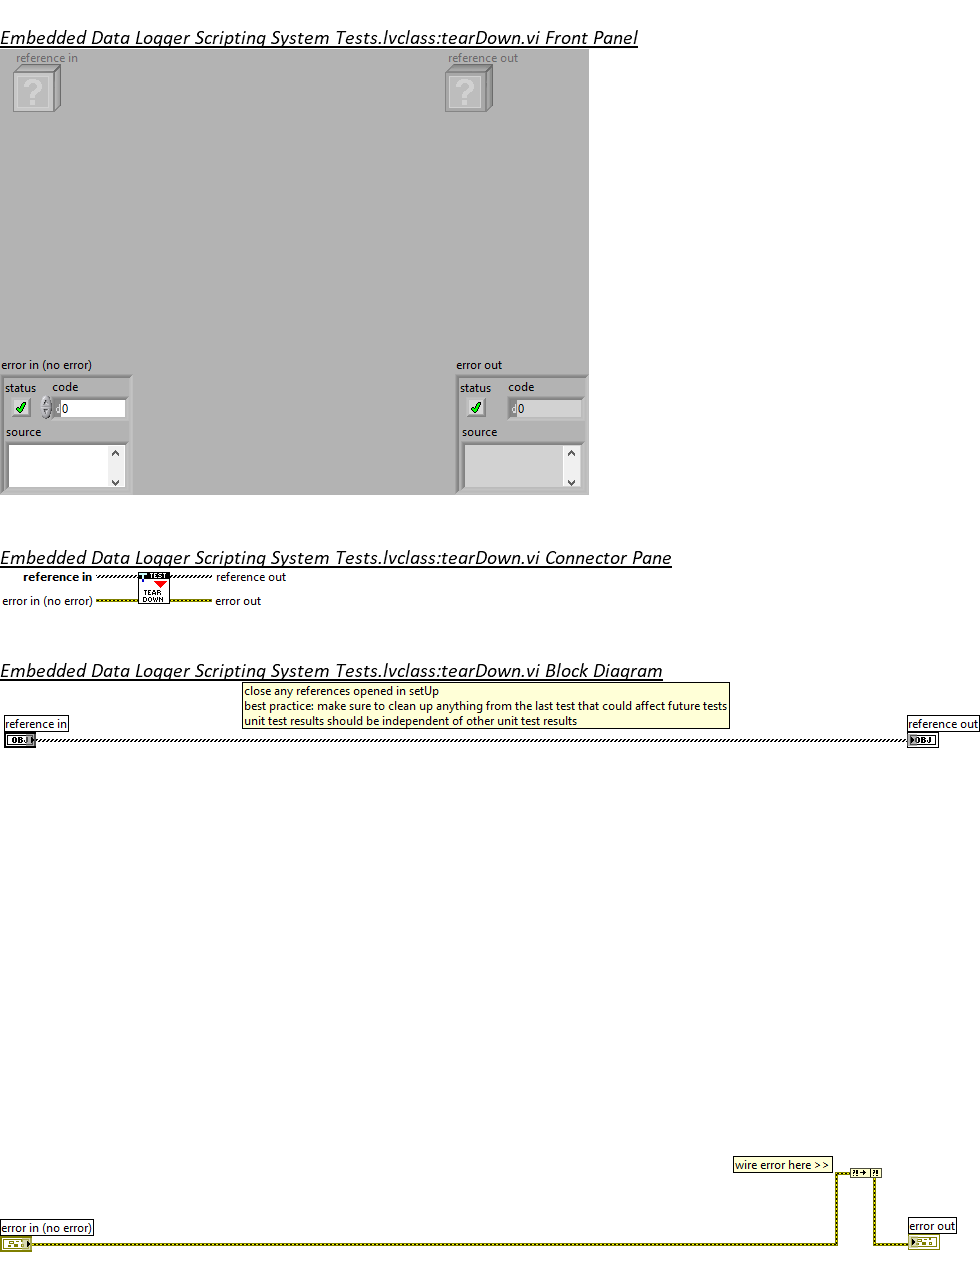 Embedded Data Logger Scripting System Tests.lvclass:tearDown.vi Front Panel
reference in
reference out
?
?
error in (no error)
error out
status
code
status
code
d0
d0
source
source
Embedded Data Logger Scripting System Tests.lvclass:tearDown.vi Connector Pane
reference in
TEST
reference out
error in (no error)
TEAR
DOWN
error out
Embedded Data Logger Scripting System Tests.lvclass:tearDown.vi Block Diagram
close any references opened in setUp
best practice: make sure to clean up anything from the last test that could affect future tests
unit test results should be independent of other unit test results
reference in
reference out
OBJ
OBJ
wire error here >>
?!
?!
error in (no error)
error out